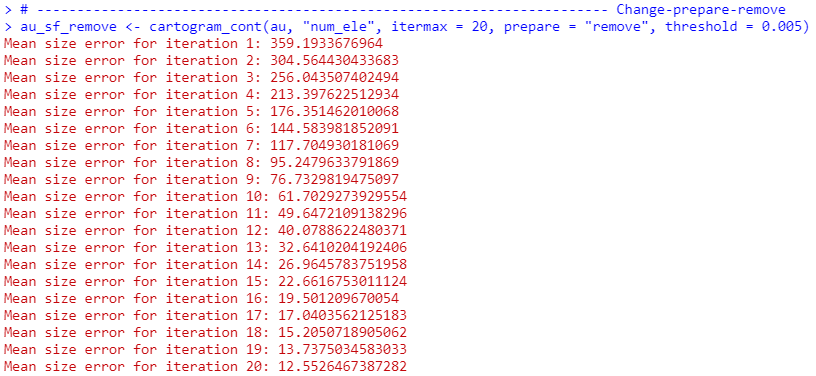 > # ----------------------------------------------------------------------- Change-prepare-remove
> au_sf_remove <- cartogram_cont(au, "num_ele", itermax = 20, prepare = "remove", threshold = 0.005)
Mean size error for iteration 1: 359.1933676964
Mean size error for iteration 2: 304.564430433683
Mean size error for iteration 3: 256.043507402494
Mean size error for iteration 4: 213.397622512934
Mean size error for iteration 5: 176.351462010068
Mean size error for iteration 6: 144.583981852091
Mean size error for iteration 7: 117.704930181069
Mean size error for iteration 8: 95.2479633791869
Mean size error for iteration 9: 76.7329819475097
Mean size error for iteration 10: 61.7029273929554
Mean size error for iteration 11: 49.6472109138296
Mean size error for iteration 12: 40.0788622480371
Mean size error for iteration 13: 32.6410204192406
Mean size error for iteration 14: 26.9645783751958
Mean size error for iteration 15: 22.6616753011124
Mean size error for iteration 16: 19.501209670054
Mean size error for iteration 17: 17.0403562125183
Mean size error for iteration 18: 15.2050718905062
Mean size error for iteration 19: 13.7375034583033
Mean size error for iteration 20: 12.5526467387282